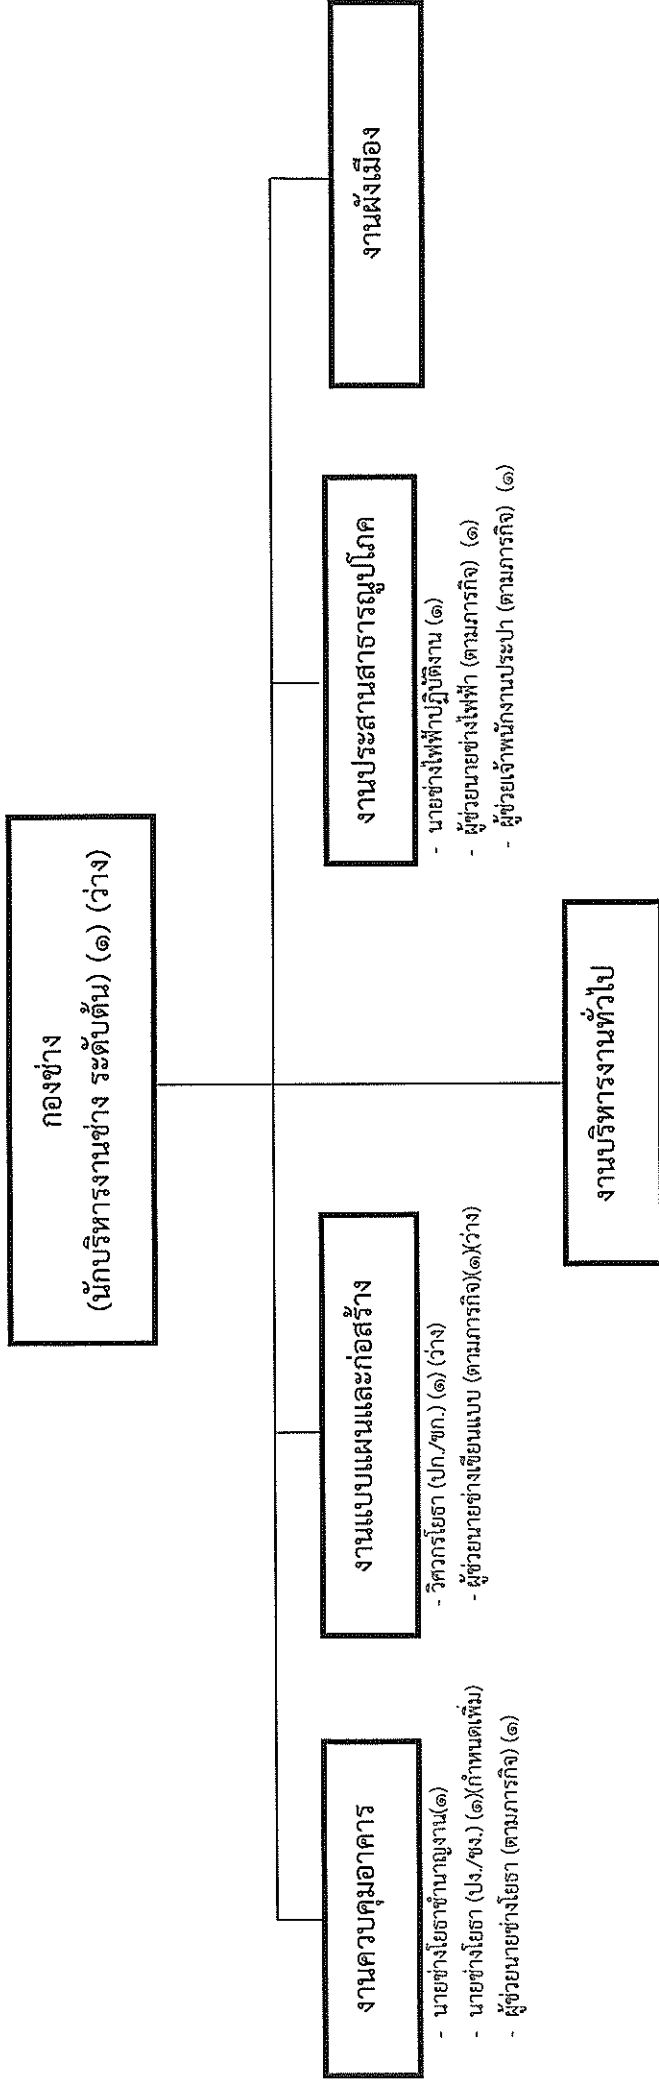 กองช่าง
(นักบริหารงานช่าง ระดับต้น) (๑) (ว่าง)
งานควบคุมอาคาร
- นายช่างโยธาชำนาญงาน(๑)
- นายช่างโยธา (ปง./ชง.) (๑)(กำหนดเพิ่ม)
- ผู้ช่วยนายช่างโยธา (ตามภารกิจ) (๑)
งานแบบแผนและก่อสร้าง
- วิศวกรโยธา (ปก./ชก.) (๑) (ว่าง)
- ผู้ช่วยนายช่างเขียนแบบ (ตามภารกิจ)(๑)(ว่าง)
งานประสานสาธารณูปโภค
- นายช่างไฟฟ้าปฏิบัติงาน (๑)
- ผู้ช่วยนายช่างไฟฟ้า (ตามภารกิจ) (๑)
- ผู้ช่วยเจ้าพนักงานประปา (ตามภารกิจ) (๑)
งานผังเมือง
งานบริหารงานทั่วไป